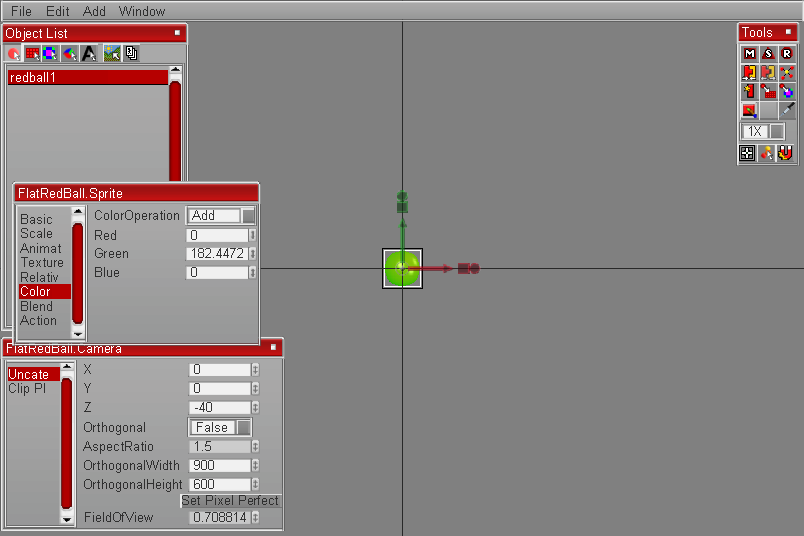 File Edit Add Window
Object List
Tools
redball1
M S R
1X
FlatRedBall.Sprite
Basic
Scale
Animat
Texture
Relativ
Color
Blend
Action
ColorOperation Add
Red 0
Green 182.4472
Blue 0
FlatRedBall.Camera
Uncate
Clip Pl
X 0
Y 0
Z -40
Orthogonal False
AspectRatio 1.5
OrthogonalWidth 900
OrthogonalHeight 600
Set Pixel Perfect
FieldOfView 0.708814